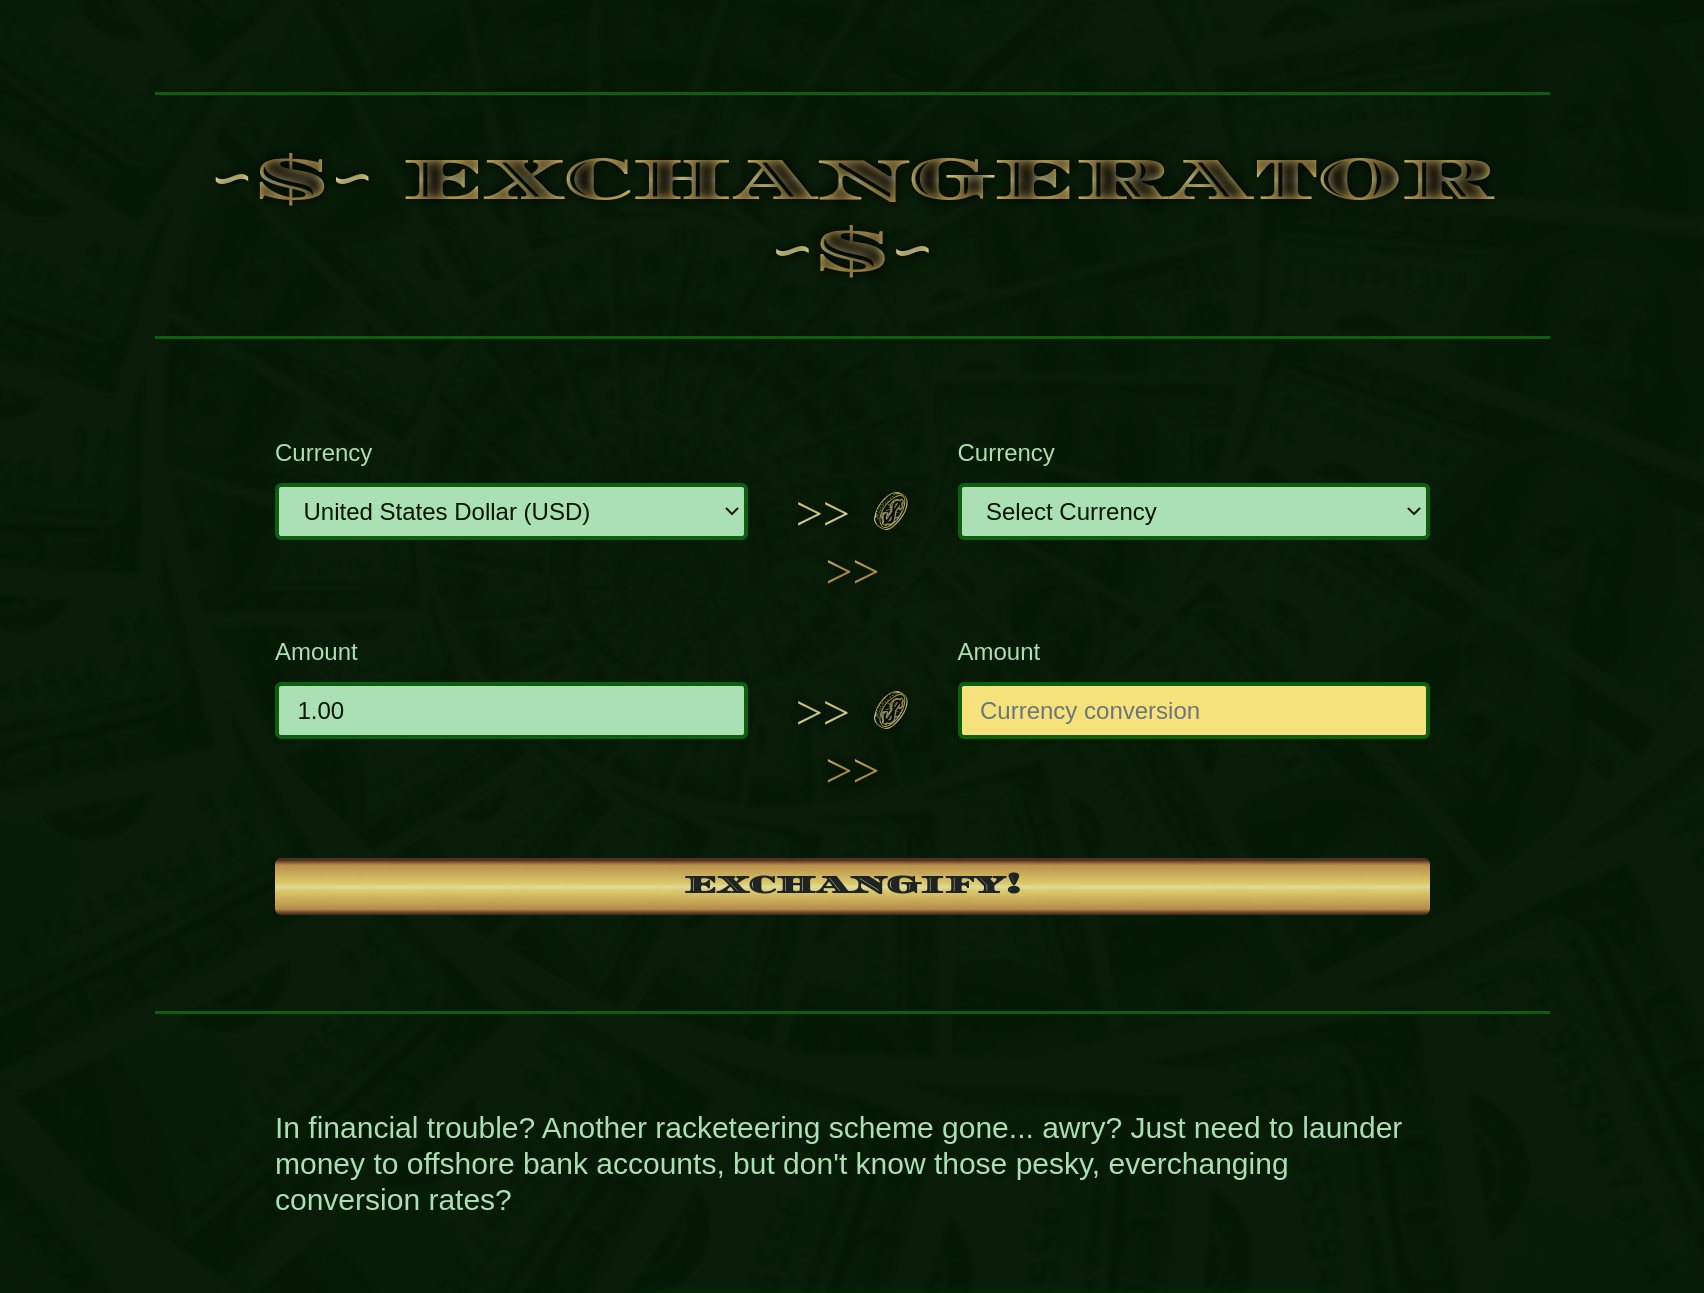 ~$~ EXCHANGERATOR
~$~
Currency
Currency
United States Dollar (USD)
>>
Select Currency
>>
Amount
Amount
1.00
>>
Currency conversion
>>
EXCHANGIFY!
In financial trouble? Another racketeering scheme gone... awry? Just need to launder
money to offshore bank accounts, but don't know those pesky, everchanging
conversion rates?